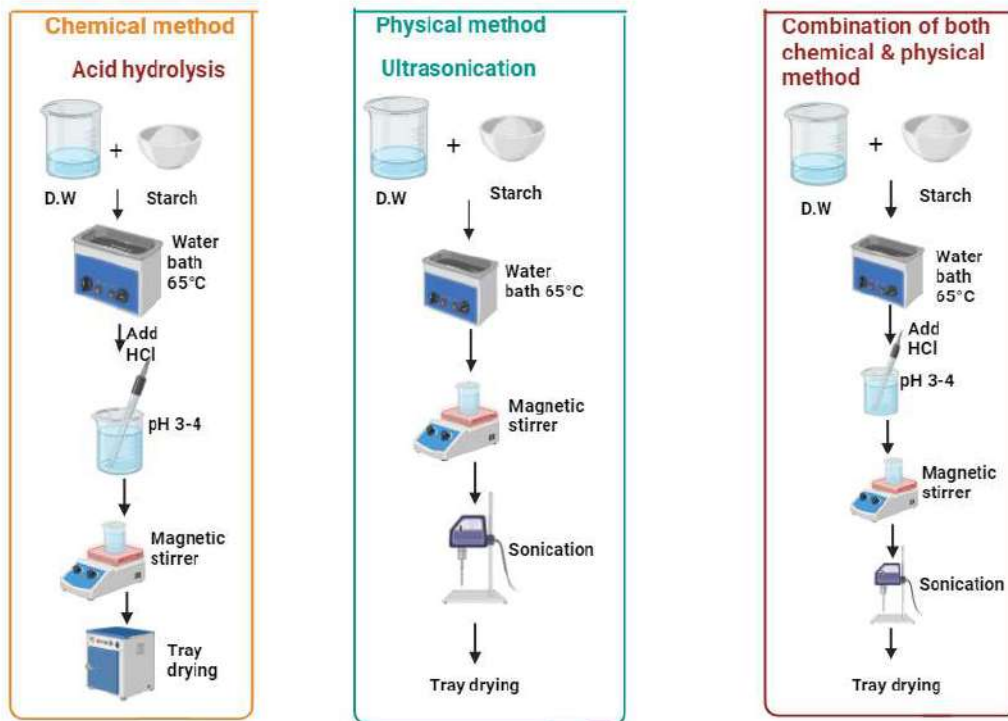 Chemical method
Acid hydrolysis
+
D.W
Starch
Water
bath
65°C
Add
HCl
pH 3-4
Magnetic
stirrer
Tray
drying
Physical method
Ultrasonication
+
D.W
Starch
Water
bath 65°C
Magnetic
stirrer
Sonication
Tray drying
Combination of both
chemical & physical
method
+
D.W
Starch
Water
bath
65°C
Add
HCl
pH 3-4
Magnetic
stirrer
Sonication
Tray drying